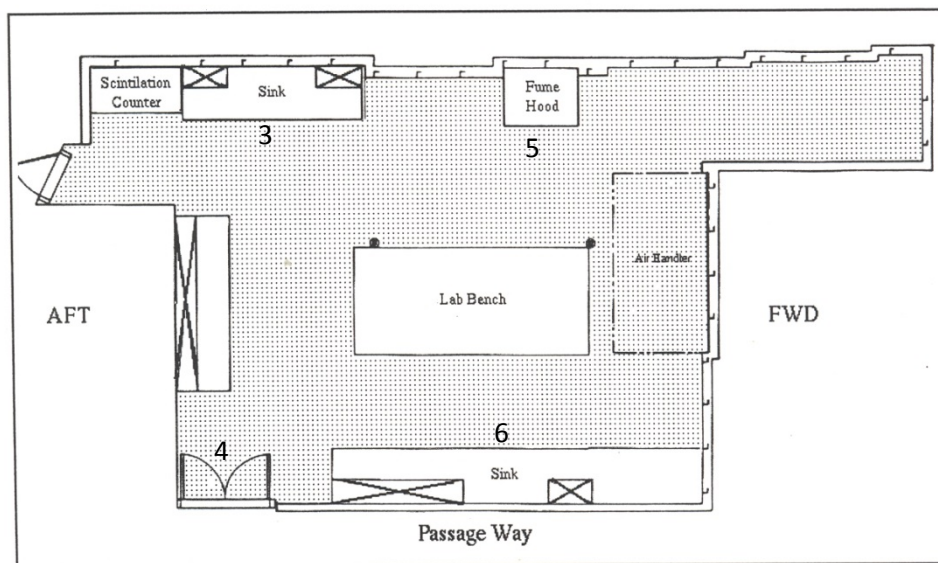 Scintilation
Counter
Sink
Fume
Hood
3
5
Air Handler
Lab Bench
AFT
FWD
4
6
Sink
Passage Way